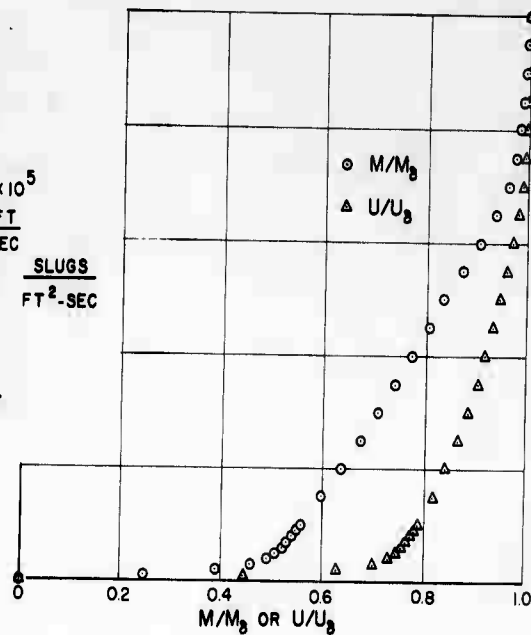 ×10⁵
FT
SEC
SLUGS
FT²-SEC
⊙ M/Mδ
△ U/Uδ
0 0.2 0.4 0.6 0.8 1.0
M/Mδ OR U/Uδ